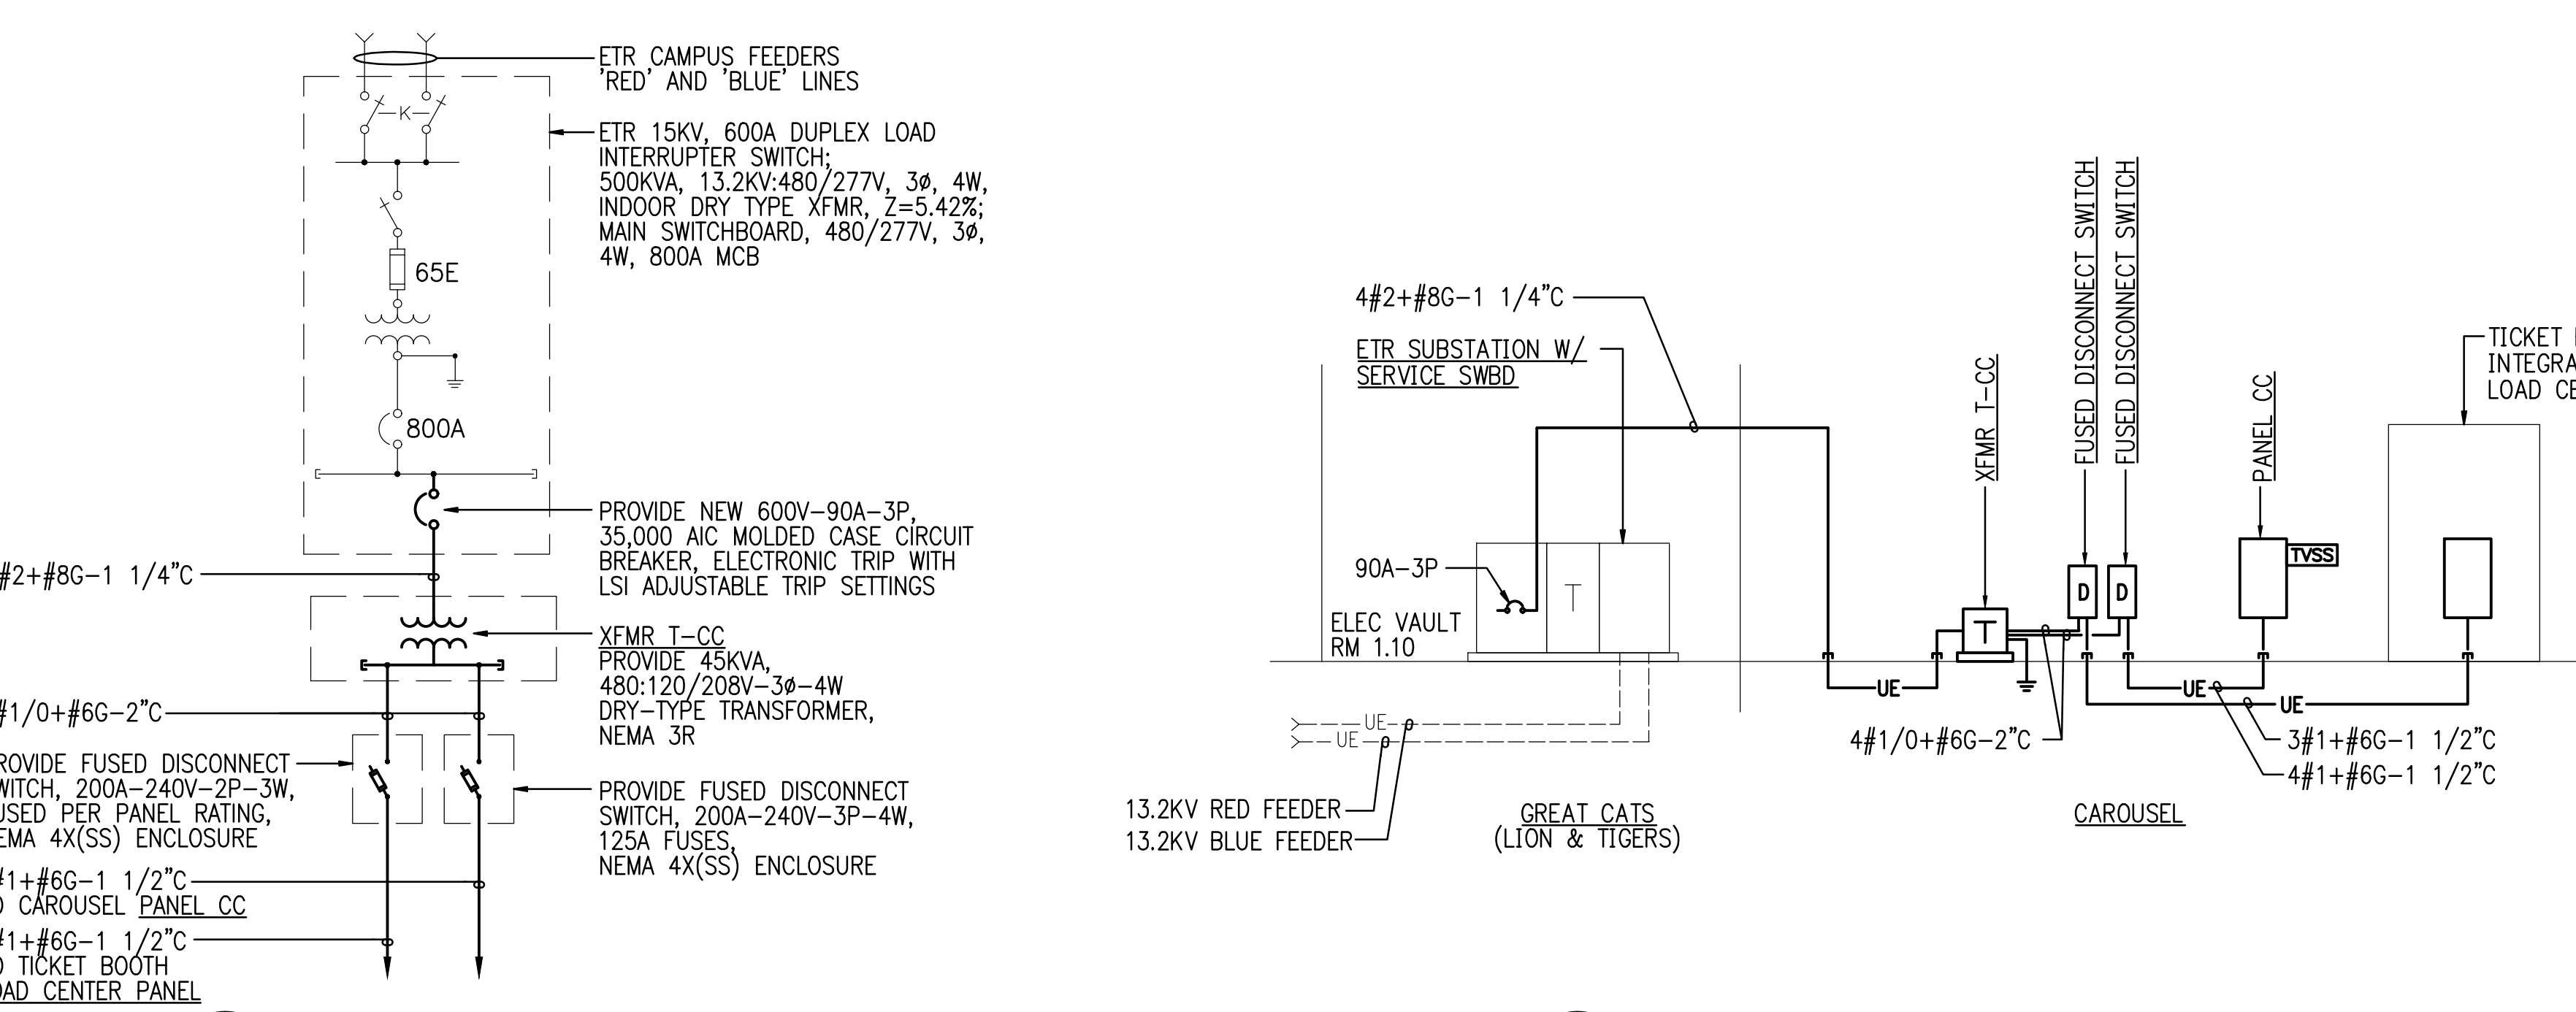 ETR CAMPUS FEEDERS
'RED' AND 'BLUE' LINES
K
ETR 15KV, 600A DUPLEX LOAD
INTERRUPTER SWITCH;
500KVA, 13.2KV:480/277V, 3ø, 4W,
INDOOR DRY TYPE XFMR, Z=5.42%;
MAIN SWITCHBOARD, 480/277V, 3ø,
4W, 800A MCB
65E
800A
PROVIDE NEW 600V-90A-3P,
35,000 AIC MOLDED CASE CIRCUIT
BREAKER, ELECTRONIC TRIP WITH
LSI ADJUSTABLE TRIP SETTINGS
#2+#8G-1 1/4"C
XFMR T-CC
PROVIDE 45KVA,
480:120/208V-3ø-4W
DRY-TYPE TRANSFORMER,
NEMA 3R
#1/0+#6G-2"C
ROVIDE FUSED DISCONNECT
WITCH, 200A-240V-2P-3W,
USED PER PANEL RATING,
EMA 4X(SS) ENCLOSURE
PROVIDE FUSED DISCONNECT
SWITCH, 200A-240V-3P-4W,
125A FUSES,
NEMA 4X(SS) ENCLOSURE
#1+#6G-1 1/2"C
CAROUSEL PANEL CC
#1+#6G-1 1/2"C
TICKET BOOTH
OAD CENTER PANEL
4#2+#8G-1 1/4"C
ETR SUBSTATION W/
SERVICE SWBD
90A-3P
T
ELEC VAULT
RM 1.10
UE
UE
13.2KV RED FEEDER
13.2KV BLUE FEEDER
GREAT CATS
(LION & TIGERS)
UE
XFMR T-CC
T
FUSED DISCONNECT SWITCH
FUSED DISCONNECT SWITCH
D
D
PANEL CC
TVSS
TICKET
INTEGRA
LOAD CE
UE
UE
4#1/0+#6G-2"C
3#1+#6G-1 1/2"C
4#1+#6G-1 1/2"C
CAROUSEL